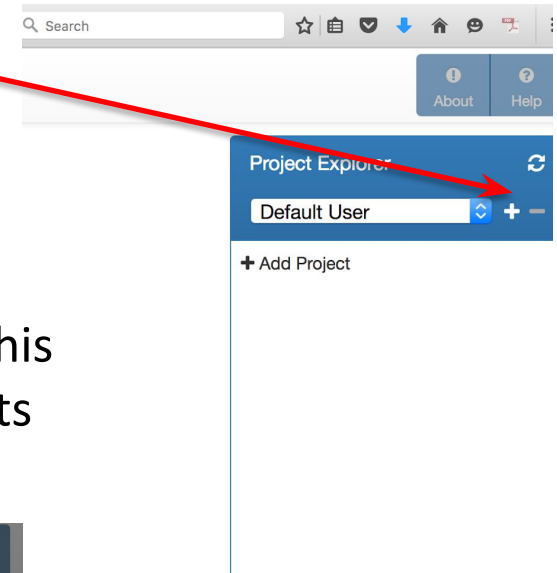 Search
About Help
Project Explorer
Default User
Add Project
his
ts